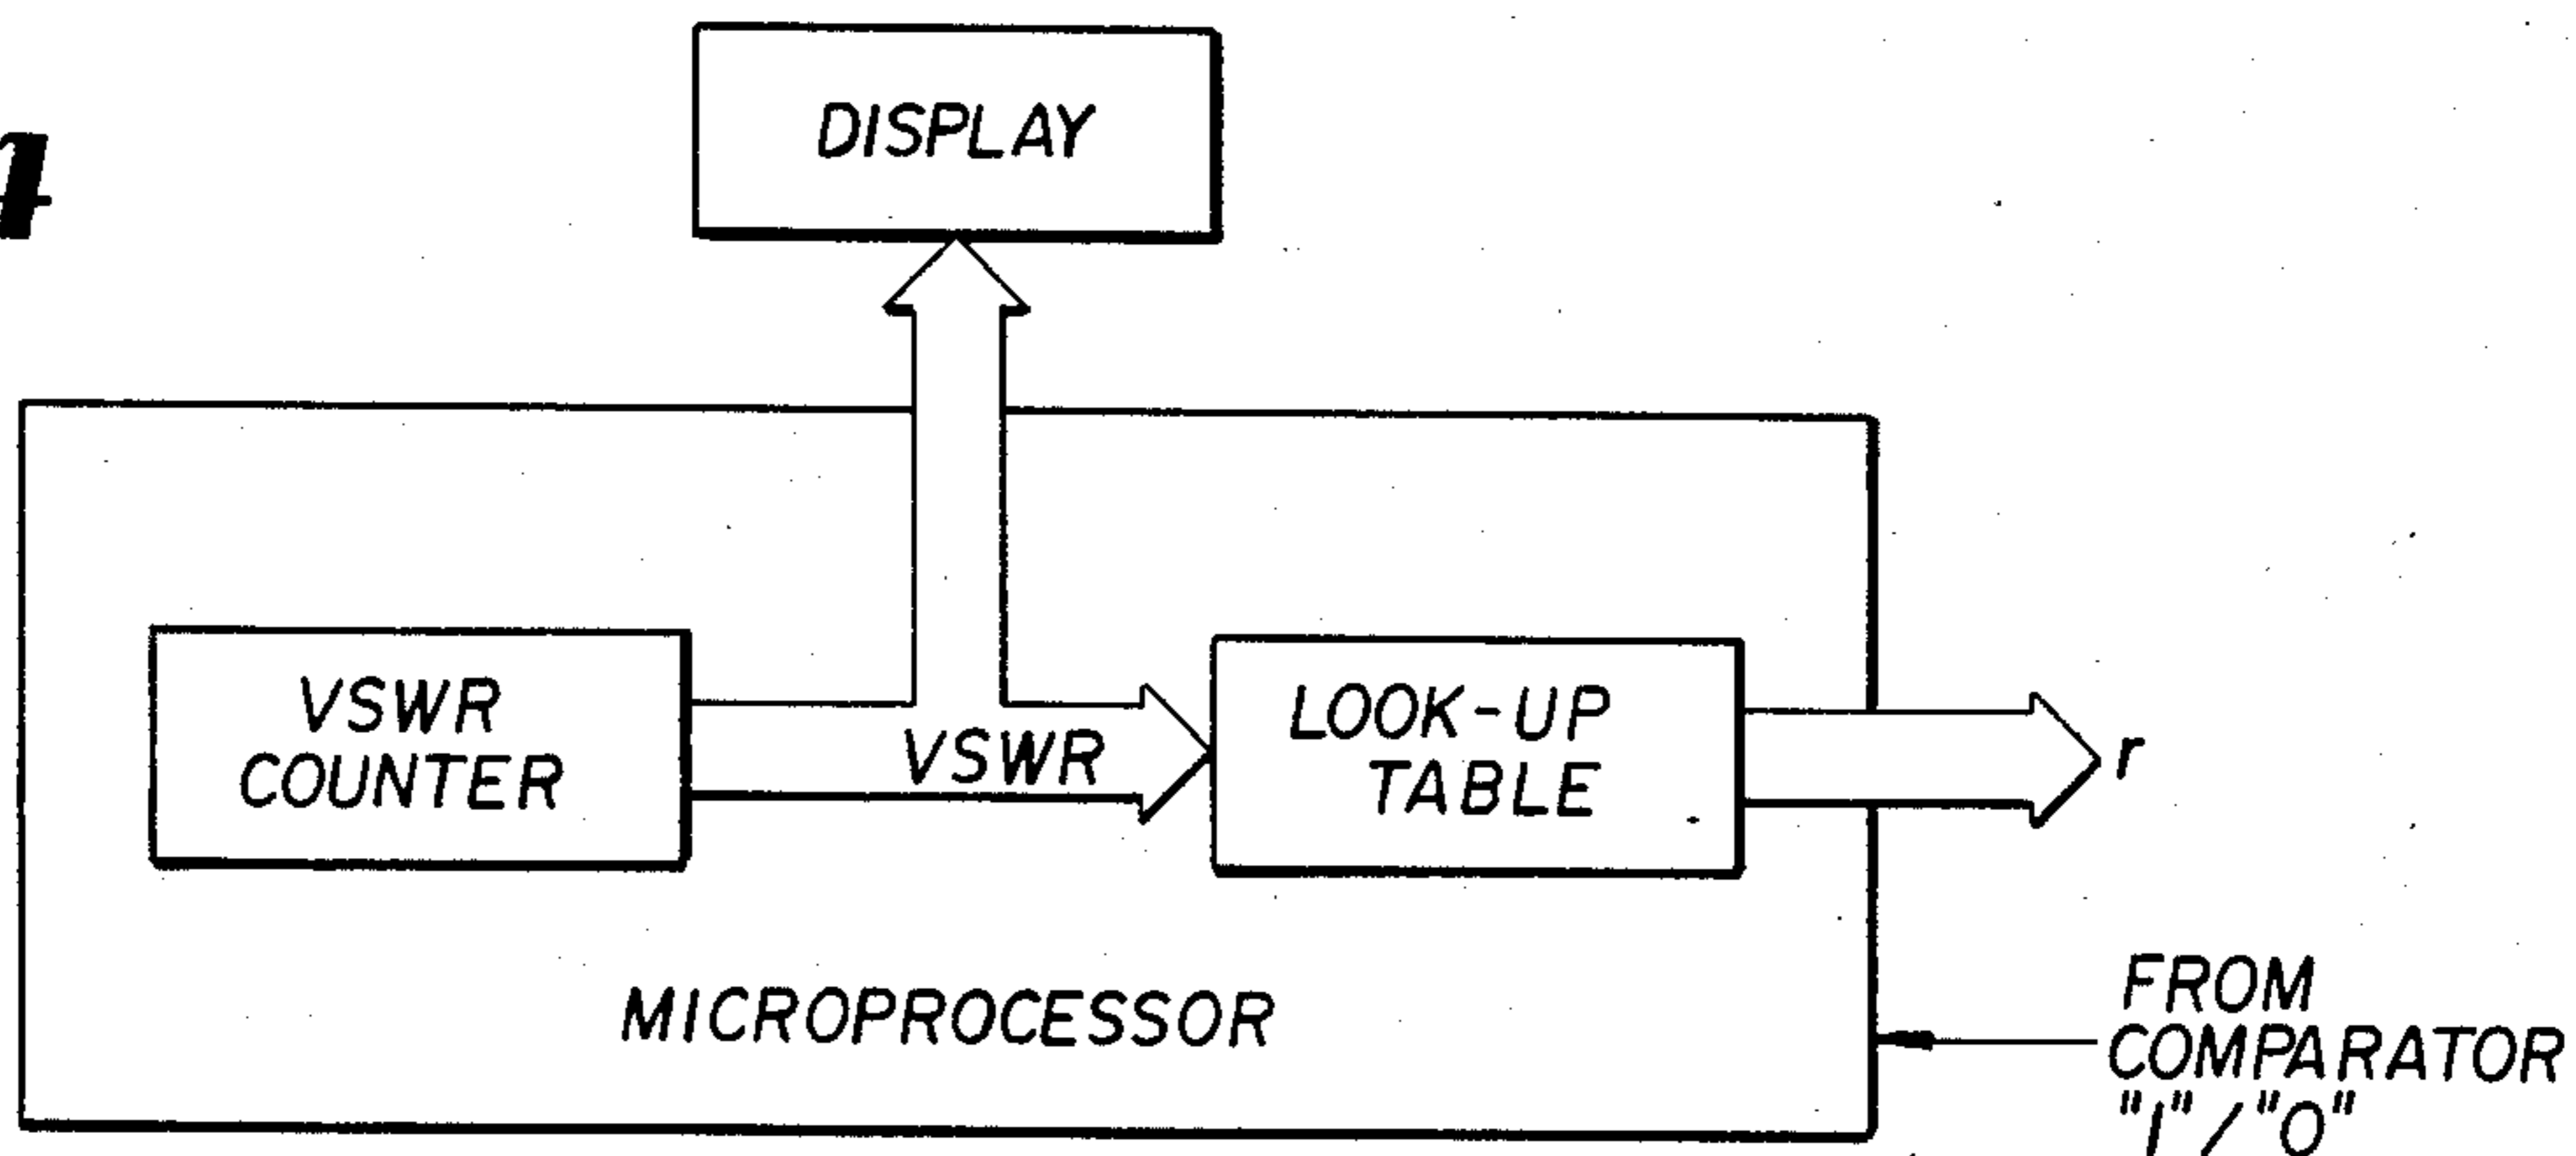 4
DISPLAY
VSWR
COUNTER
VSWR
LOOK-UP
TABLE
r
MICROPROCESSOR
FROM
COMPARATOR
"1"/"0"